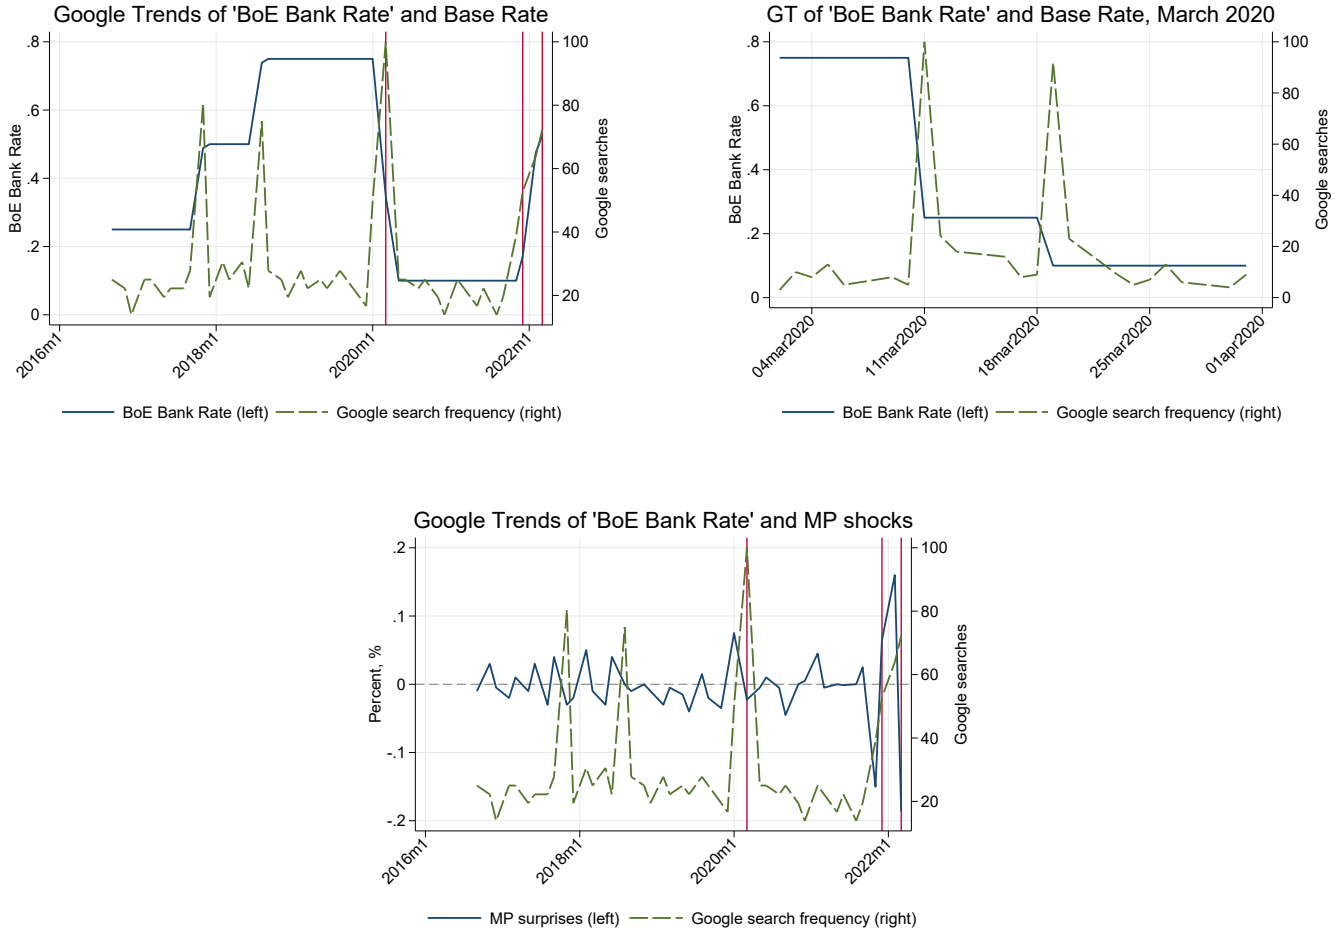 Google Trends of 'BoE Bank Rate' and Base Rate
BoE Bank Rate
.8
.6
.4
.2
0
100
80
60
40
20
Google searches
2016m1
2018m1
2020m1
2022m1
BoE Bank Rate (left)
Google search frequency (right)
GT of 'BoE Bank Rate' and Base Rate, March 2020
BoE Bank Rate
.8
.6
.4
.2
0
100
80
60
40
20
0
Google searches
04mar2020
11mar2020
18mar2020
25mar2020
01apr2020
BoE Bank Rate (left)
Google search frequency (right)
Google Trends of 'BoE Bank Rate' and MP shocks
Percent, %
.2
.1
0
-.1
-.2
100
80
60
40
20
Google searches
2016m1
2018m1
2020m1
2022m1
MP surprises (left)
Google search frequency (right)